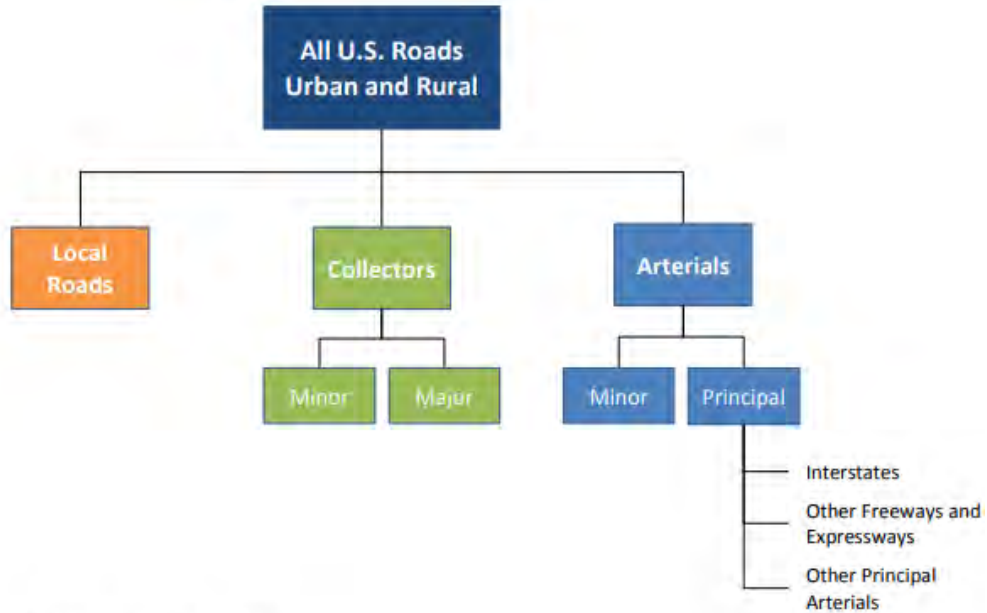 All U.S. Roads
Urban and Rural
Local
Roads
Collectors
Arterials
Minor
Majur
Minor
Principal
Interstates
Other Freeways and
Expressways
Other Principal
Arterials